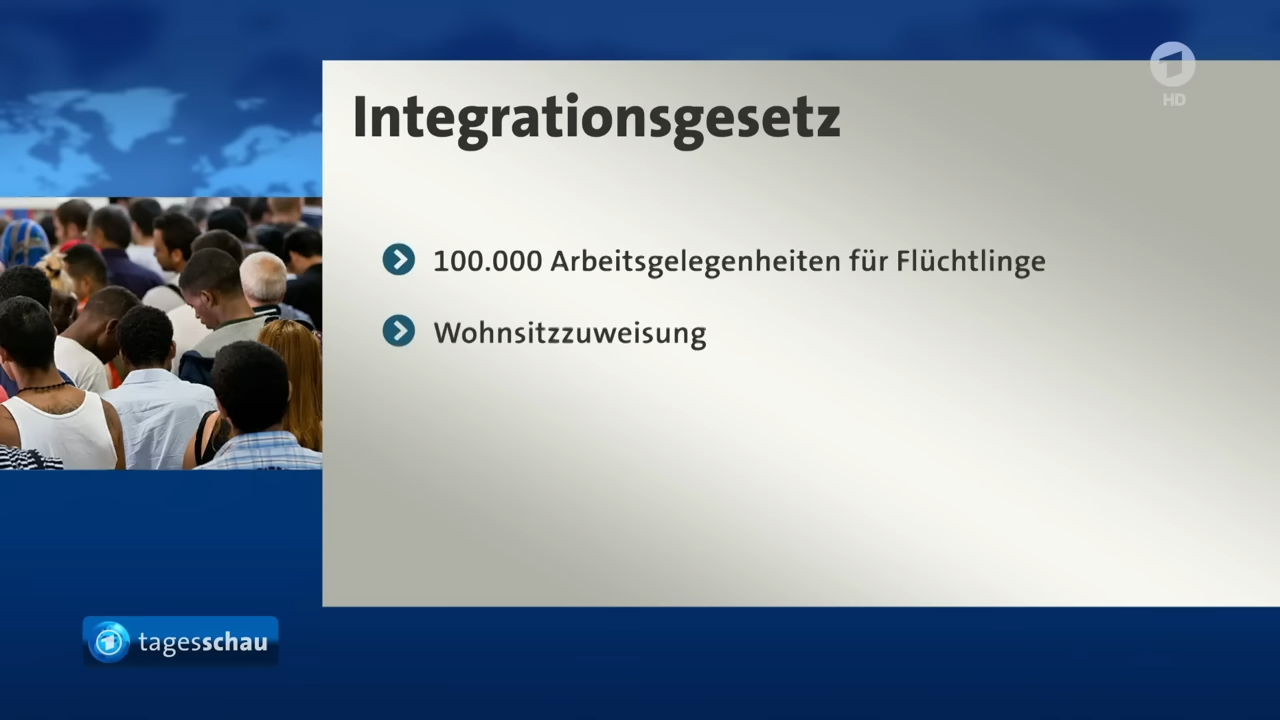 HD
Integrationsgesetz
100.000 Arbeitsgelegenheiten für Flüchtlinge
Wohnsitzzuweisung
tagesschau